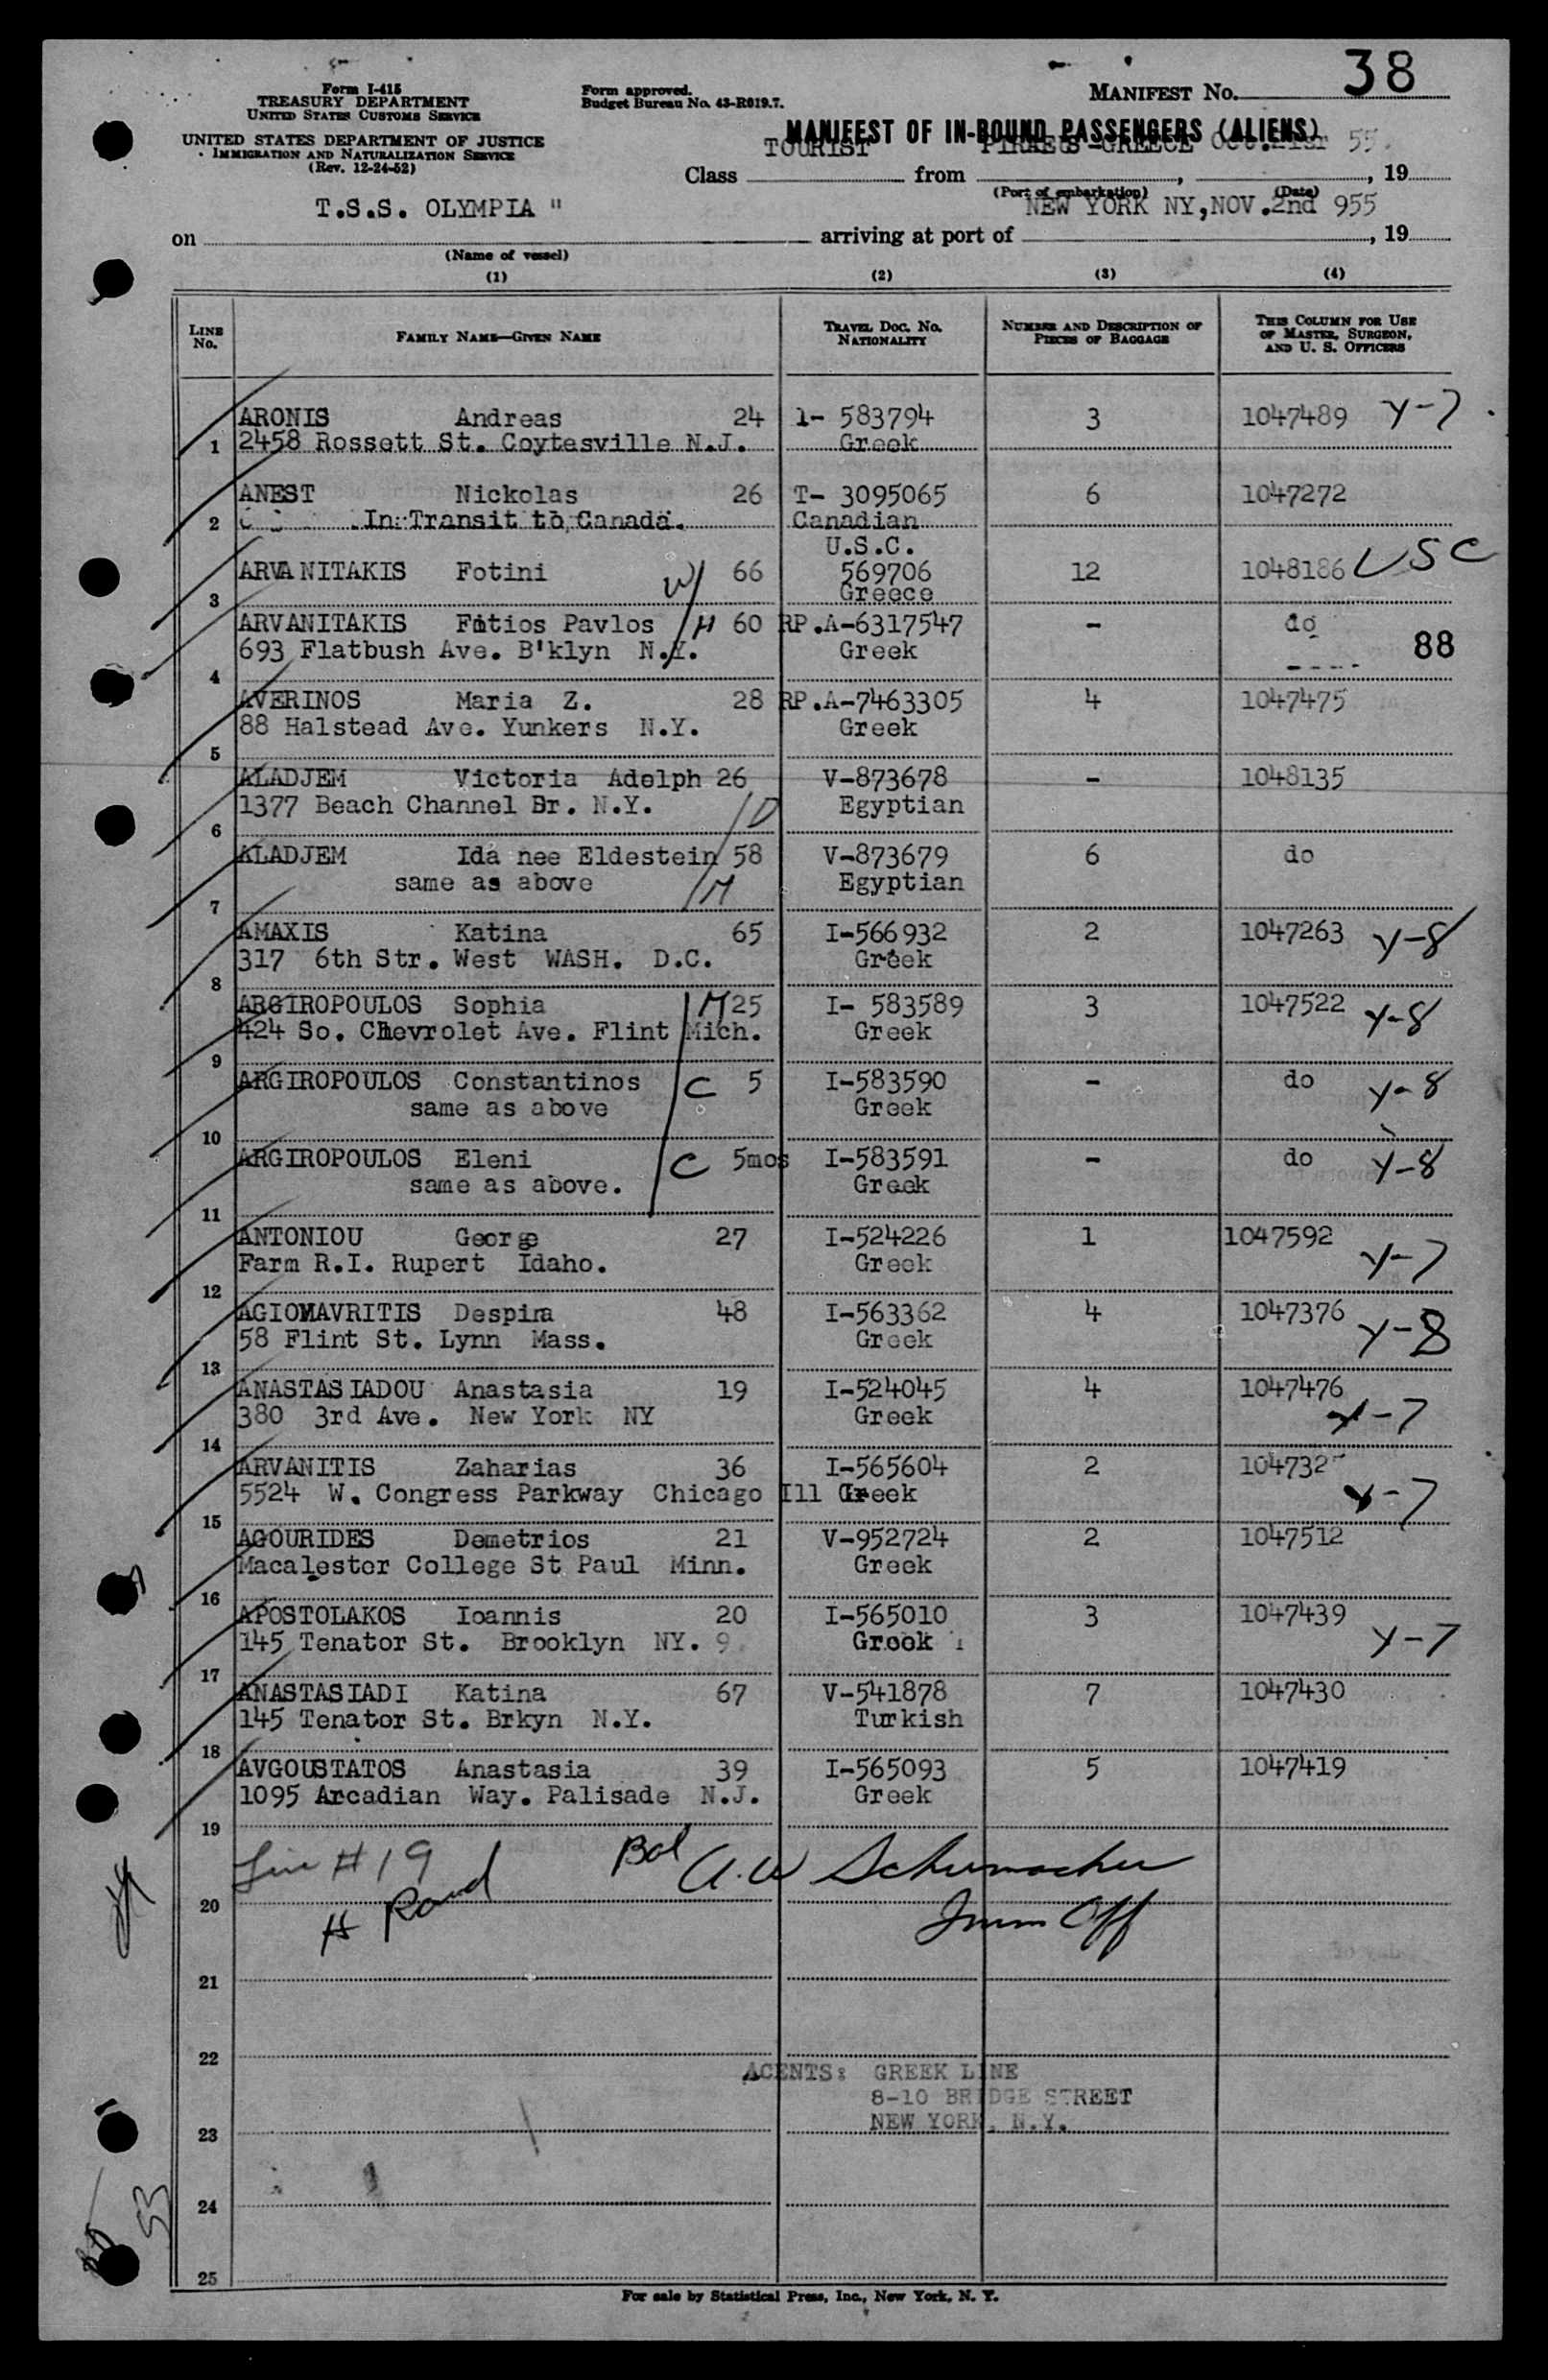 38
Form I-415
TREASURY DEPARTMENT
UNITED STATES CUSTOMS SERVICE
Form approved.
Budget Bureau No. 43-R019.7.
MANIFEST No.
UNITED STATES DEPARTMENT OF JUSTICE
IMMIGRATION AND NATURALIZATION SERVICE
(Rev. 12-24-52)
MANIFEST OF IN-BOUND PASSENGERS (ALIENS)
TOURIST PIRAEUS-GREECE Oct. 55.
Class from , , 19
(Port of embarkation) (Date)
T.S.S. OLYMPIA " NEW YORK NY, NOV.2nd 955
on arriving at port of , 19
(Name of vessel)
(1) (2) (3) (4)
LINE No. FAMILY NAME—GIVEN NAME TRAVEL DOC. NO. NATIONALITY NUMBER AND DESCRIPTION OF PIECES OF BAGGAGE THIS COLUMN FOR USE OF MASTER, SURGEON, AND U. S. OFFICERS
ARONIS Andreas 24 1- 583794 3 1047489 Y-7
1 2458 Rossett St. Coytesville N.J. Greek
ANEST Nickolas 26 T- 3095065 6 1047272
2 In Transit to Canada. Canadian
U.S.C.
ARVANITAKIS Fotini W 66 569706 12 1048186 USC
3 Greece
ARVANITAKIS Fotios Pavlos H 60 RP.A-6317547 - do
693 Flatbush Ave. B'klyn N.Y. Greek 88
4
AVERINOS Maria Z. 28 RP.A-7463305 4 1047475
88 Halstead Ave. Yunkers N.Y. Greek
5
ALADJEM Victoria Adolph 26 V-873678 - 1048135
1377 Beach Channel Dr. N.Y. D Egyptian
6
ALADJEM Ida nee Eldestein 58 V-873679 6 do
same as above M Egyptian
7
AMAXIS Katina 65 I-566932 2 1047263 Y-8
317 6th Str. West WASH. D.C. Greek
8
ARGIROPOULOS Sophia M 25 I- 583589 3 1047522 Y-8
424 So. Chevrolet Ave. Flint Mich. Greek
9
ARGIROPOULOS Constantinos C 5 I-583590 - do Y-8
same as above Greek
10
ARGIROPOULOS Eleni C 5mos I-583591 - do Y-8
same as above. Greek
11
ANTONIOU George 27 I-524226 1 1047592
Farm R.I. Rupert Idaho. Greek Y-7
12
AGIOMAVRITIS Despina 48 I-563362 4 1047376
58 Flint St. Lynn Mass. Greek Y-8
13
ANASTASIADOU Anastasia 19 I-524045 4 1047476
380 3rd Ave. New York NY Greek Y-7
14
ARVANITIS Zaharias 36 I-565604 2 104732
5524 W. Congress Parkway Chicago Ill Greek Y-7
15
AGOURIDES Demetrios 21 V-952724 2 1047512
Macalester College St Paul Minn. Greek
16
APOSTOLAKOS Ioannis 20 I-565010 3 1047439
145 Tenator St. Brooklyn NY. 9 Greek Y-7
17
ANASTASIADI Katina 67 V-541878 7 1047430
145 Tenator St. Brkyn N.Y. Turkish
18
AVGOUSTATOS Anastasia 39 I-565093 5 1047419
1095 Arcadian Way. Palisade N.J. Greek
19
Line # 19 Bod A.W Schumacher
20
Imm Off
21
22
AGENTS: GREEK LINE
8-10 BRIDGE STREET
23 NEW YORK, N.Y.
24
53
25
For sale by Statistical Press, Inc., New York, N. Y.